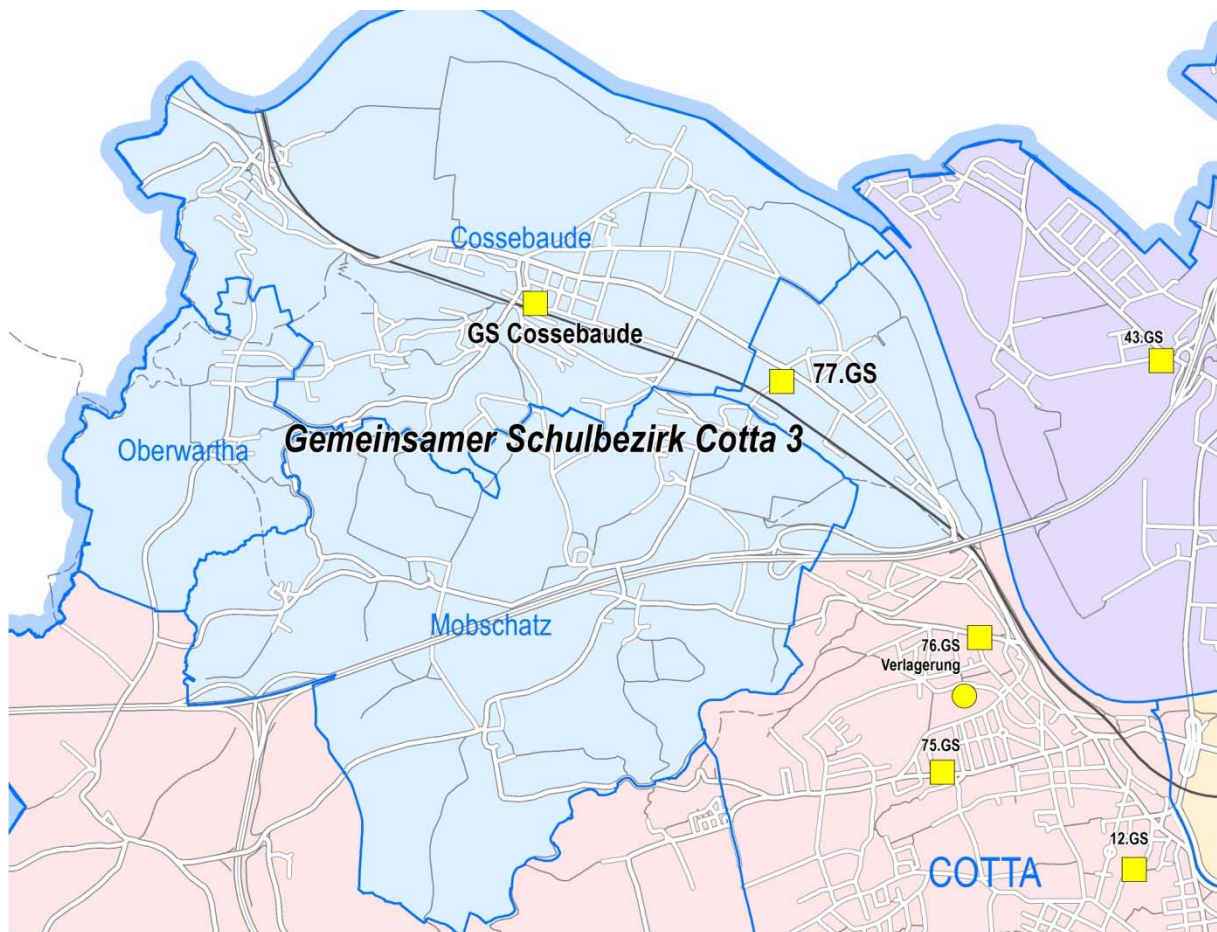 Cossebaude
GS Cossebaude
43.GS
77.GS
Gemeinsamer Schulbezirk Cotta 3
Oberwartha
Mobschatz
76.GS
Verlagerung
75.GS
12.GS
COTTA